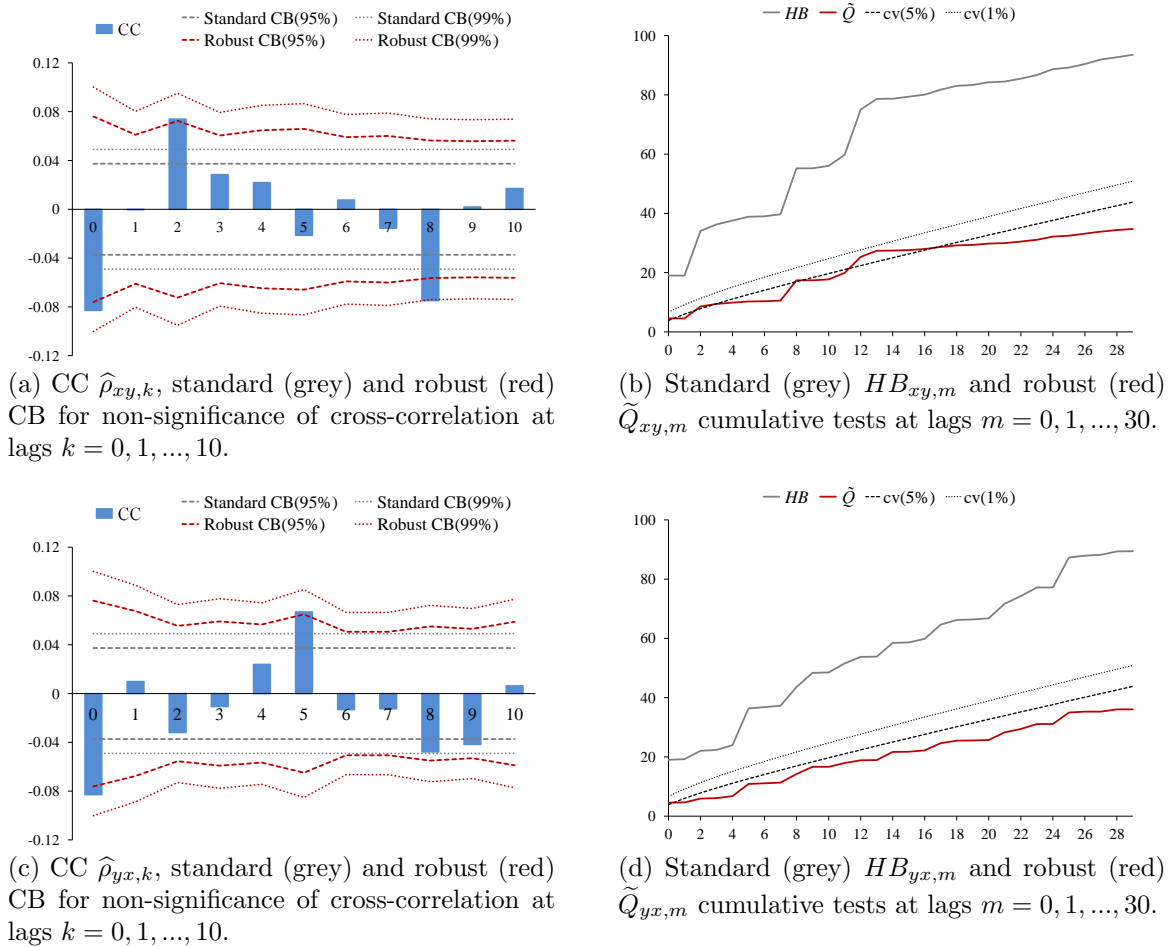 CC
Standard CB(95%) Standard CB(99%)
Robust CB(95%) Robust CB(99%)
0.12
0.08
0.04
0
-0.04
-0.08
-0.12
0 1 2 3 4 5 6 7 8 9 10
(a) CC ρ̂xy,k, standard (grey) and robust (red)
CB for non-significance of cross-correlation at
lags k = 0, 1, ..., 10.
HB Q̃ cv(5%) cv(1%)
100
80
60
40
20
0
0 2 4 6 8 10 12 14 16 18 20 22 24 26 28
(b) Standard (grey) HBxy,m and robust (red)
Q̃xy,m cumulative tests at lags m = 0, 1, ..., 30.
CC
Standard CB(95%) Standard CB(99%)
Robust CB(95%) Robust CB(99%)
0.12
0.08
0.04
0
-0.04
-0.08
-0.12
0 1 2 3 4 5 6 7 8 9 10
(c) CC ρ̂yx,k, standard (grey) and robust (red)
CB for non-significance of cross-correlation at
lags k = 0, 1, ..., 10.
HB Q̃ cv(5%) cv(1%)
100
80
60
40
20
0
0 2 4 6 8 10 12 14 16 18 20 22 24 26 28
(d) Standard (grey) HByx,m and robust (red)
Q̃yx,m cumulative tests at lags m = 0, 1, ..., 30.